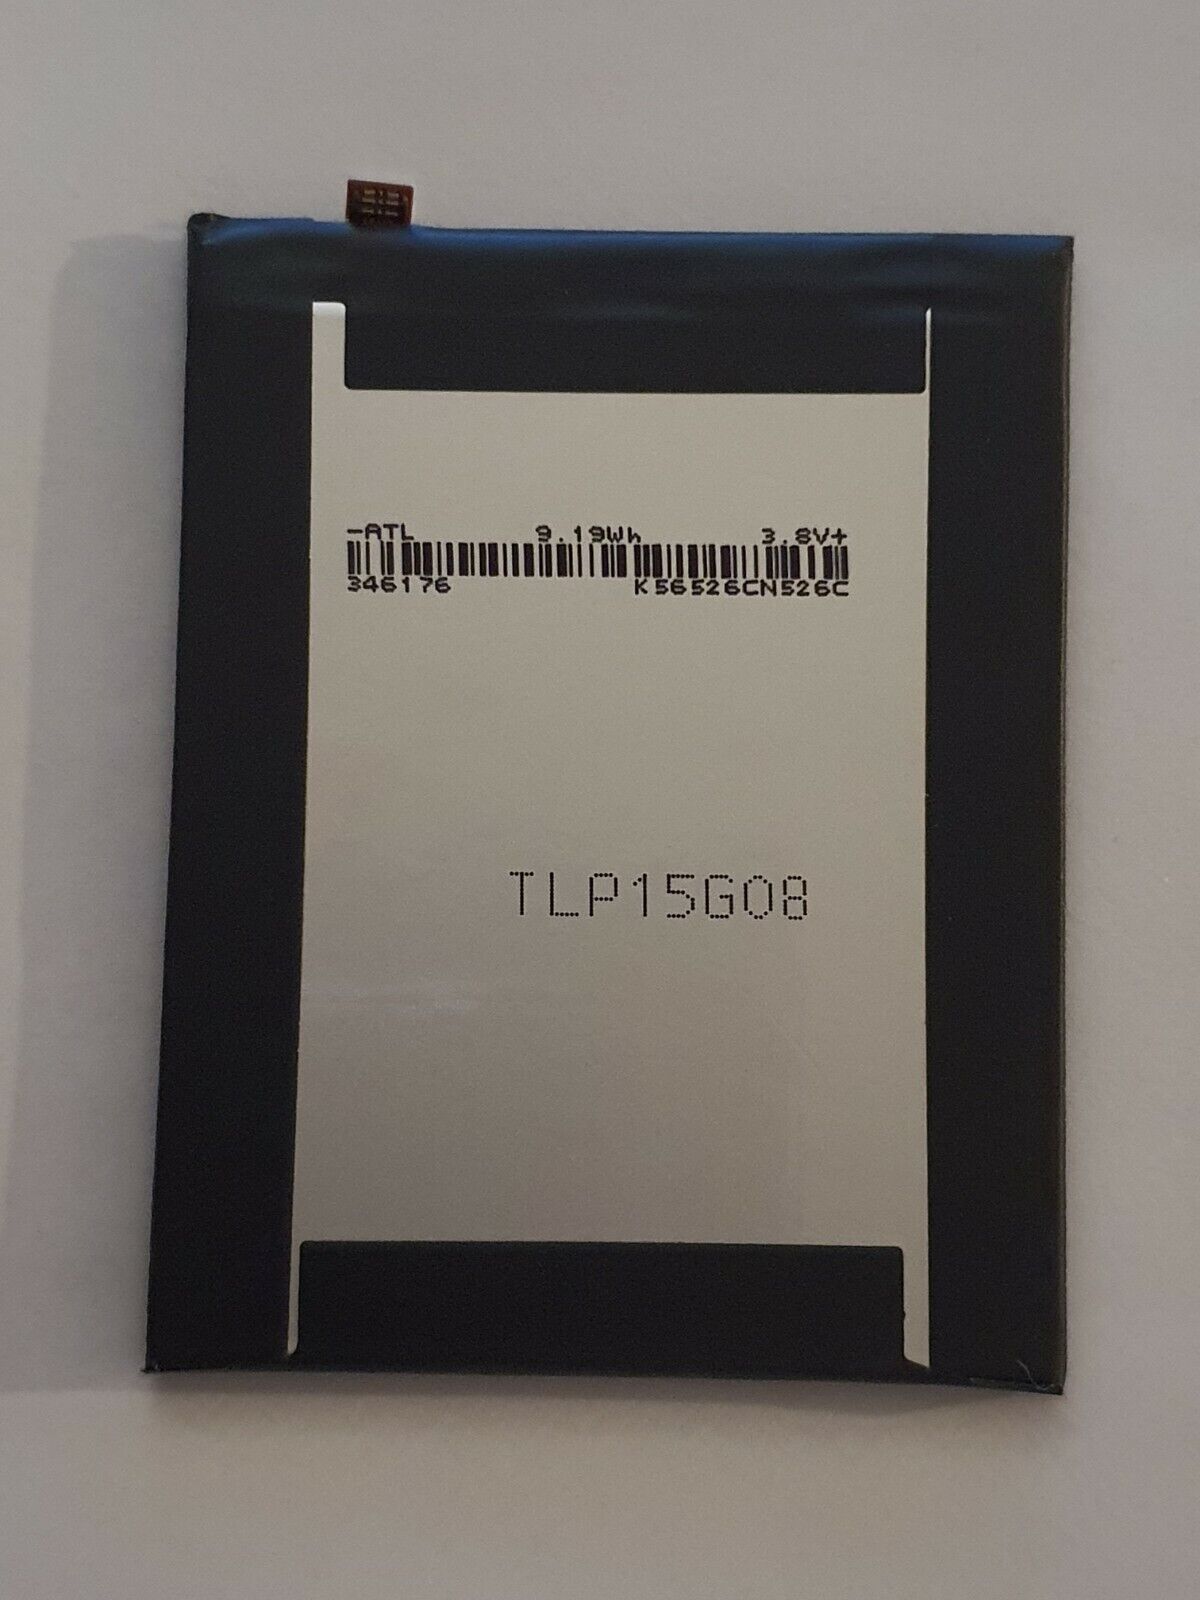 -ATL 9.19Wh 3.8V+
346176 K56526CN526C
TLP15G08